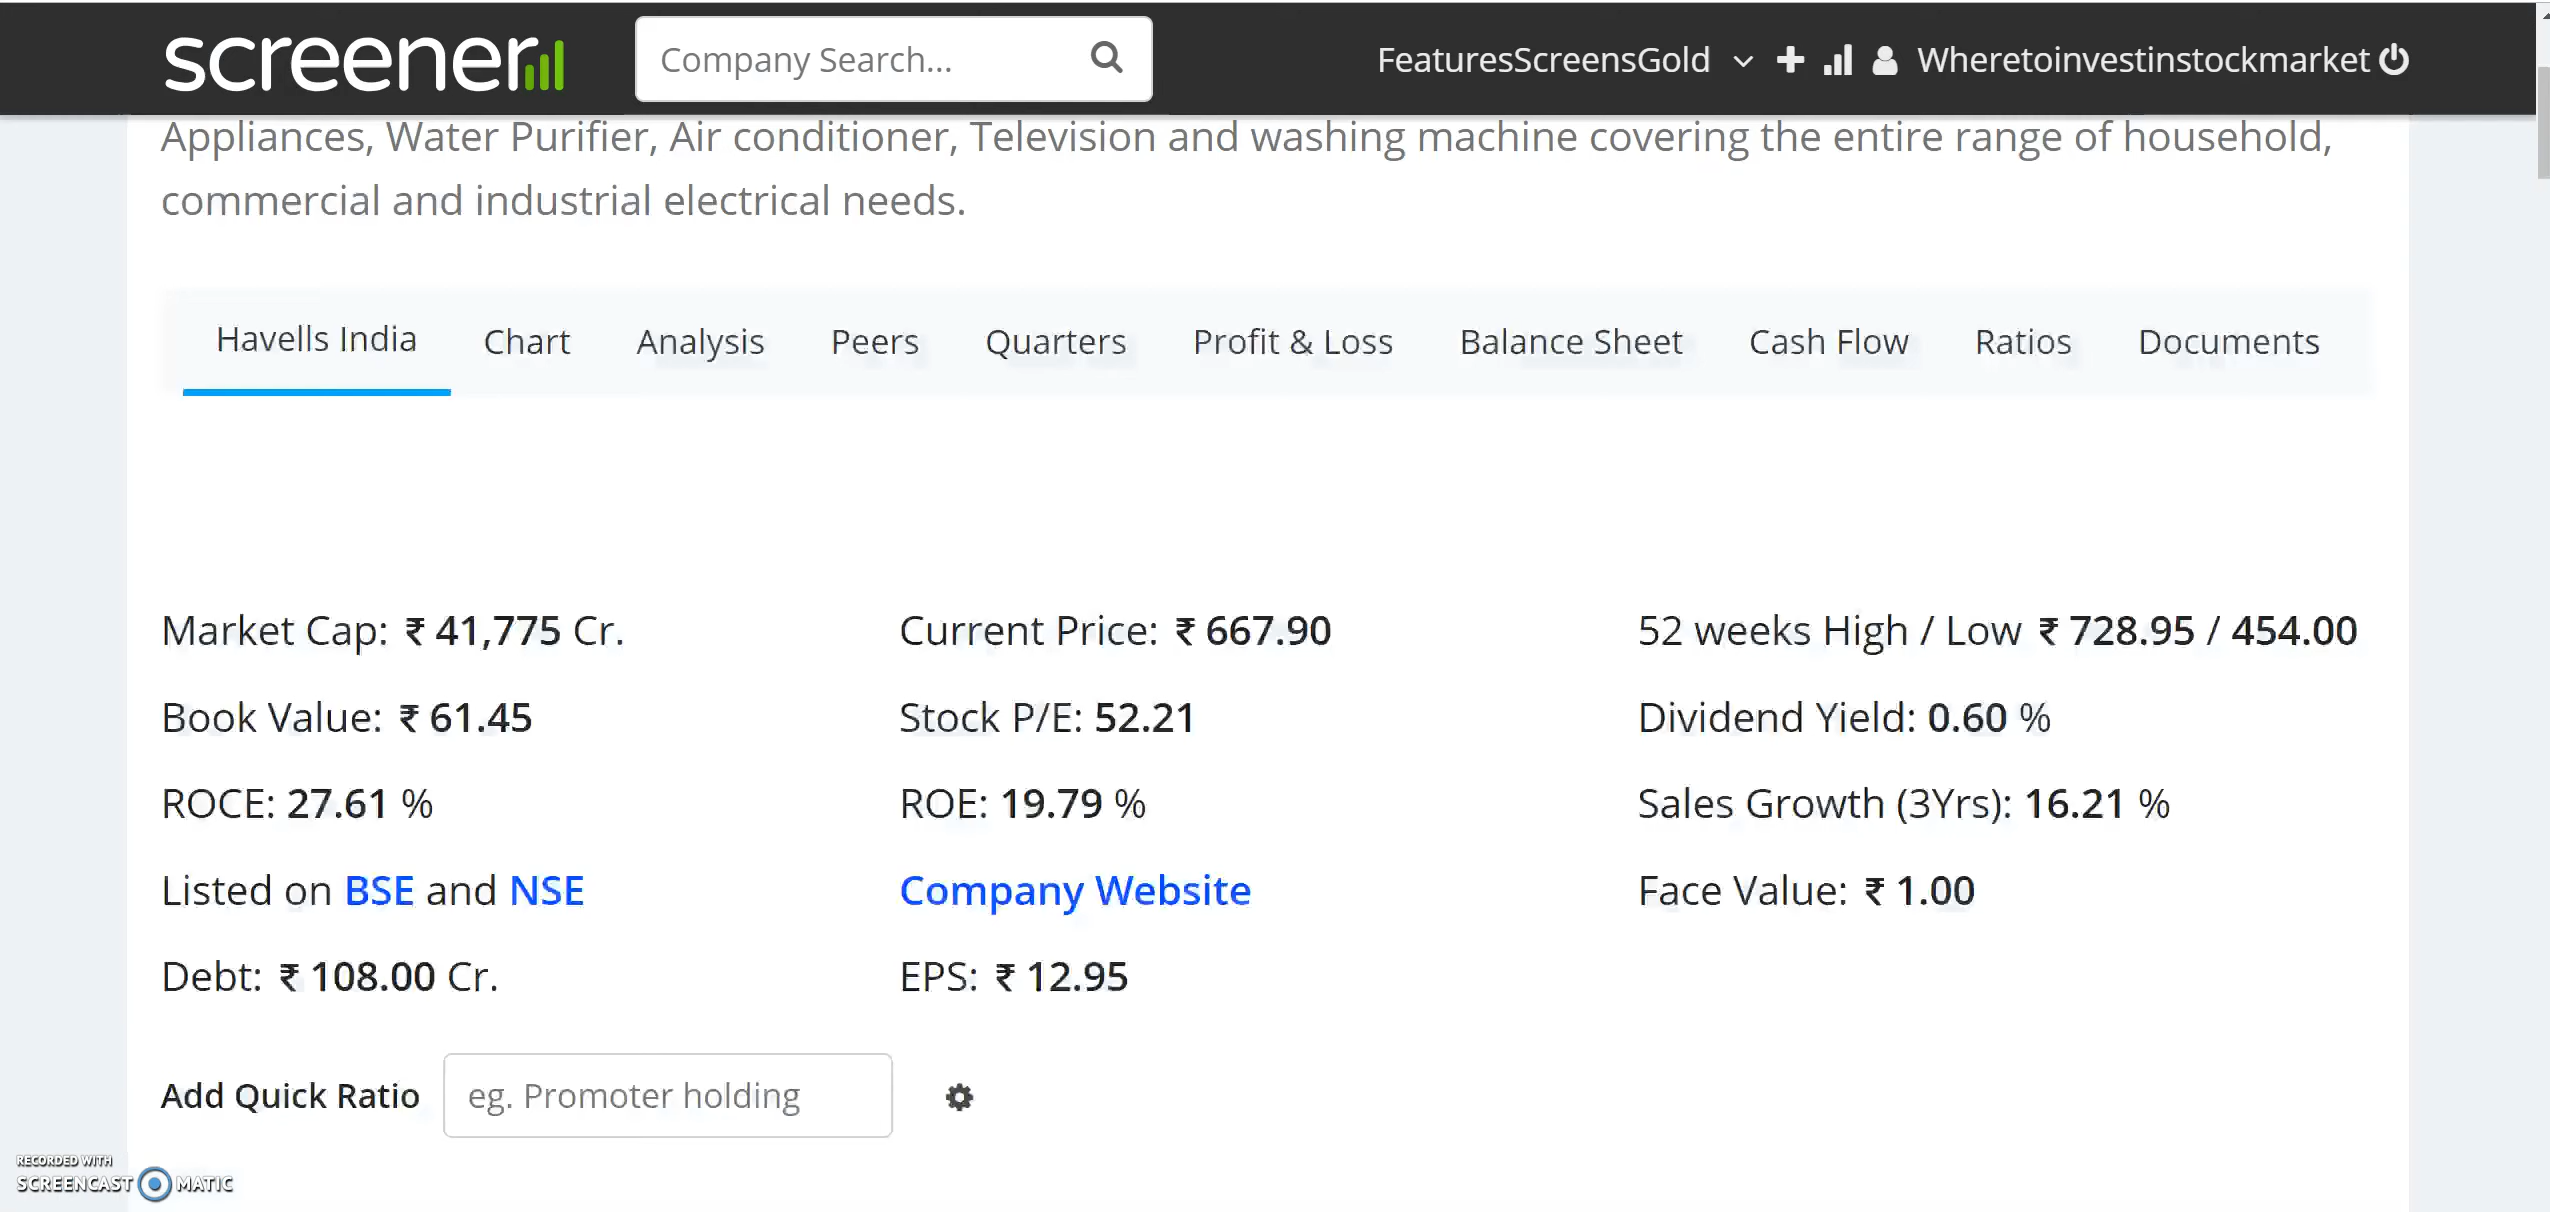 screener Company Search... FeaturesScreensGold Wheretoinvestinstockmarket
Appliances, Water Purifier, Air conditioner, Television and washing machine covering the entire range of household,
commercial and industrial electrical needs.
Havells India Chart Analysis Peers Quarters Profit & Loss Balance Sheet Cash Flow Ratios Documents
Market Cap: ₹ 41,775 Cr. Current Price: ₹ 667.90 52 weeks High / Low ₹ 728.95 / 454.00
Book Value: ₹ 61.45 Stock P/E: 52.21 Dividend Yield: 0.60 %
ROCE: 27.61 % ROE: 19.79 % Sales Growth (3Yrs): 16.21 %
Listed on BSE and NSE Company Website Face Value: ₹ 1.00
Debt: ₹ 108.00 Cr. EPS: ₹ 12.95
Add Quick Ratio eg. Promoter holding
RECORDED WITH
SCREENCAST MATIC